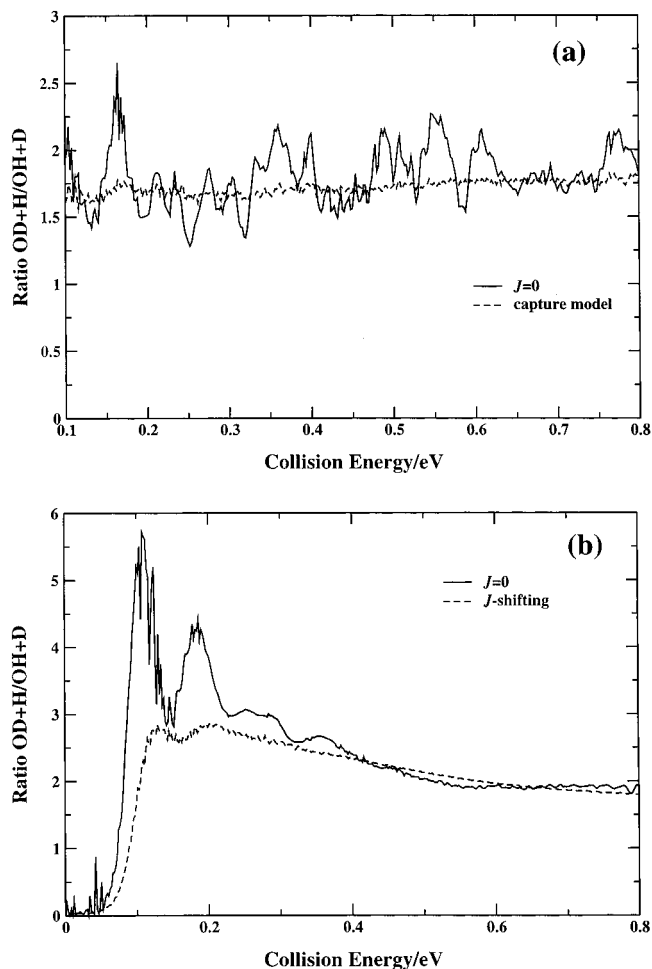 (a)
3
2.5
2
1.5
1
0.5
0
Ratio OD+H/OH+D
J=0
capture model
0.1 0.2 0.3 0.4 0.5 0.6 0.7 0.8
Collision Energy/eV
(b)
6
5
4
3
2
1
0
Ratio OD+H/OH+D
J=0
J-shifting
0 0.2 0.4 0.6 0.8
Collision Energy/eV